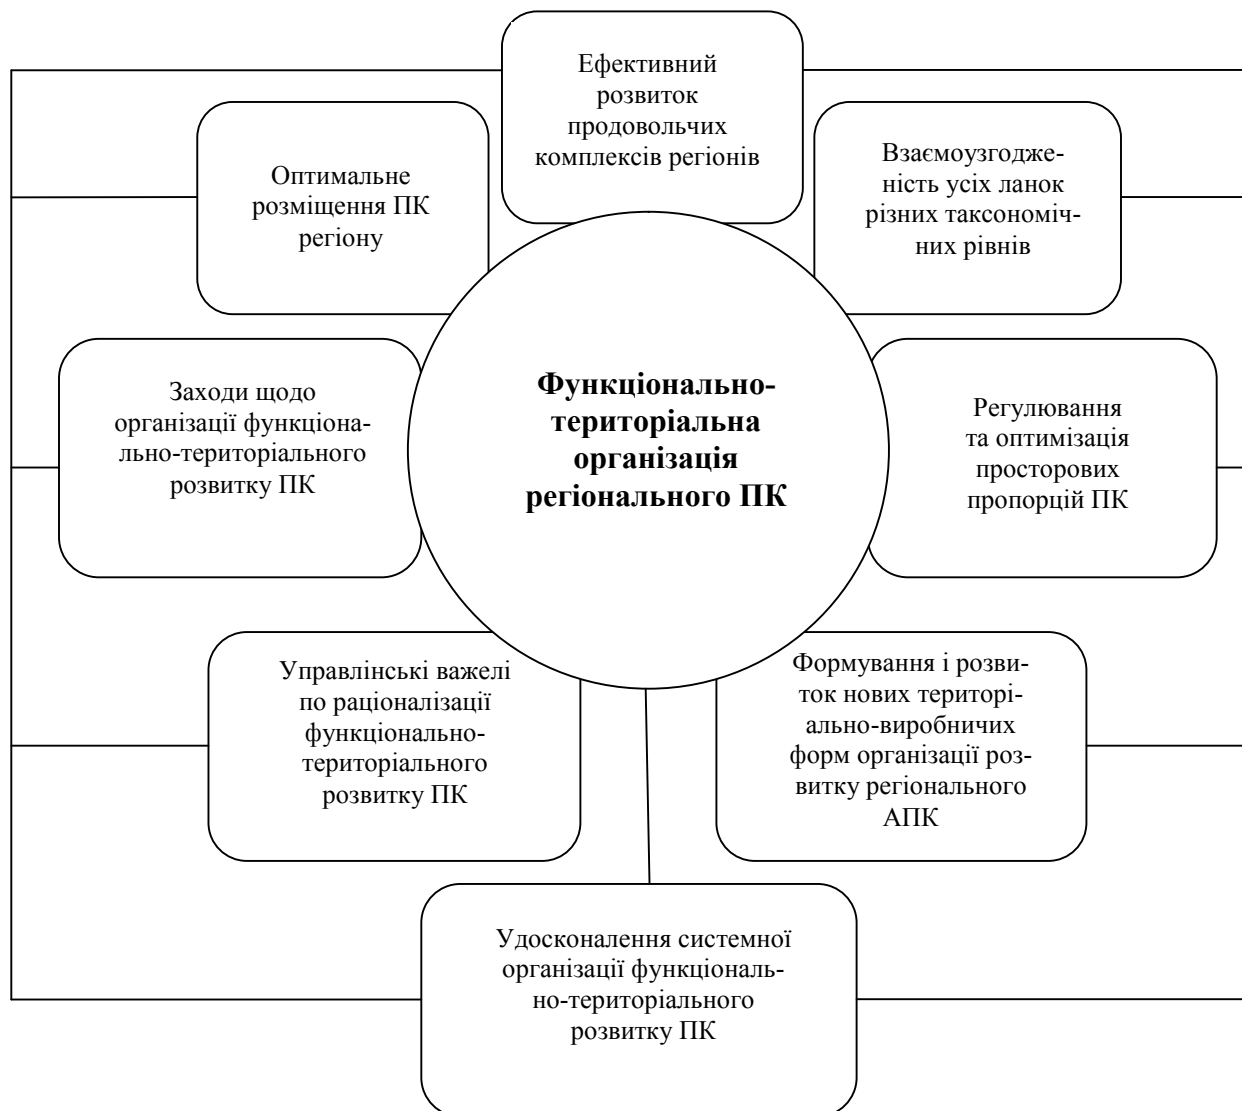 Ефективний
розвиток
продовольчих
комплексів регіонів
Оптимальне
розміщення ПК
регіону
Взаємоузгодже-
ність усіх ланок
різних таксономіч-
них рівнів
Заходи щодо
організації функціона-
льно-територіального
розвитку ПК
Функціонально-
територіальна
організація
регіонального ПК
Регулювання
та оптимізація
просторових
пропорцій ПК
Управлінські важелі
по раціоналізації
функціонально-
територіального
розвитку ПК
Формування і розви-
ток нових територі-
ально-виробничих
форм організації роз-
витку регіонального
АПК
Удосконалення системної
організації функціональ-
но-територіального
розвитку ПК